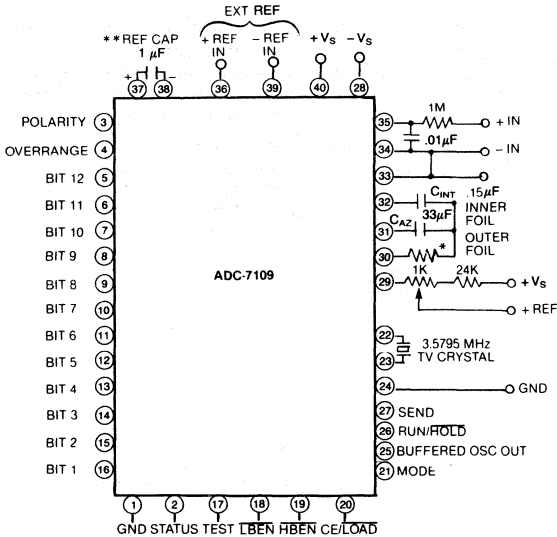 EXT REF
**REF CAP
1 µF
+ REF
IN
− REF
IN
+VS
−VS
+
−
37
38
36
39
40
28
POLARITY 3
OVERRANGE 4
BIT 12 5
BIT 11 6
BIT 10 7
BIT 9 8
BIT 8 9
BIT 7 10
BIT 6 11
BIT 5 12
BIT 4 13
BIT 3 14
BIT 2 15
BIT 1 16
ADC-7109
35 1M + IN
.01µF
34 − IN
33
32 CINT .15µF
INNER
FOIL
31 CAZ 33µF
OUTER
FOIL
30 *
29 1K 24K +VS
+ REF
22
3.5795 MHz
TV CRYSTAL
23
24 GND
27 SEND
26 RUN/H̅O̅L̅D̅
25 BUFFERED OSC OUT
21 MODE
1 2 17 18 19 20
GND STATUS TEST L̅B̅E̅N̅ H̅B̅E̅N̅ CE/L̅O̅A̅D̅